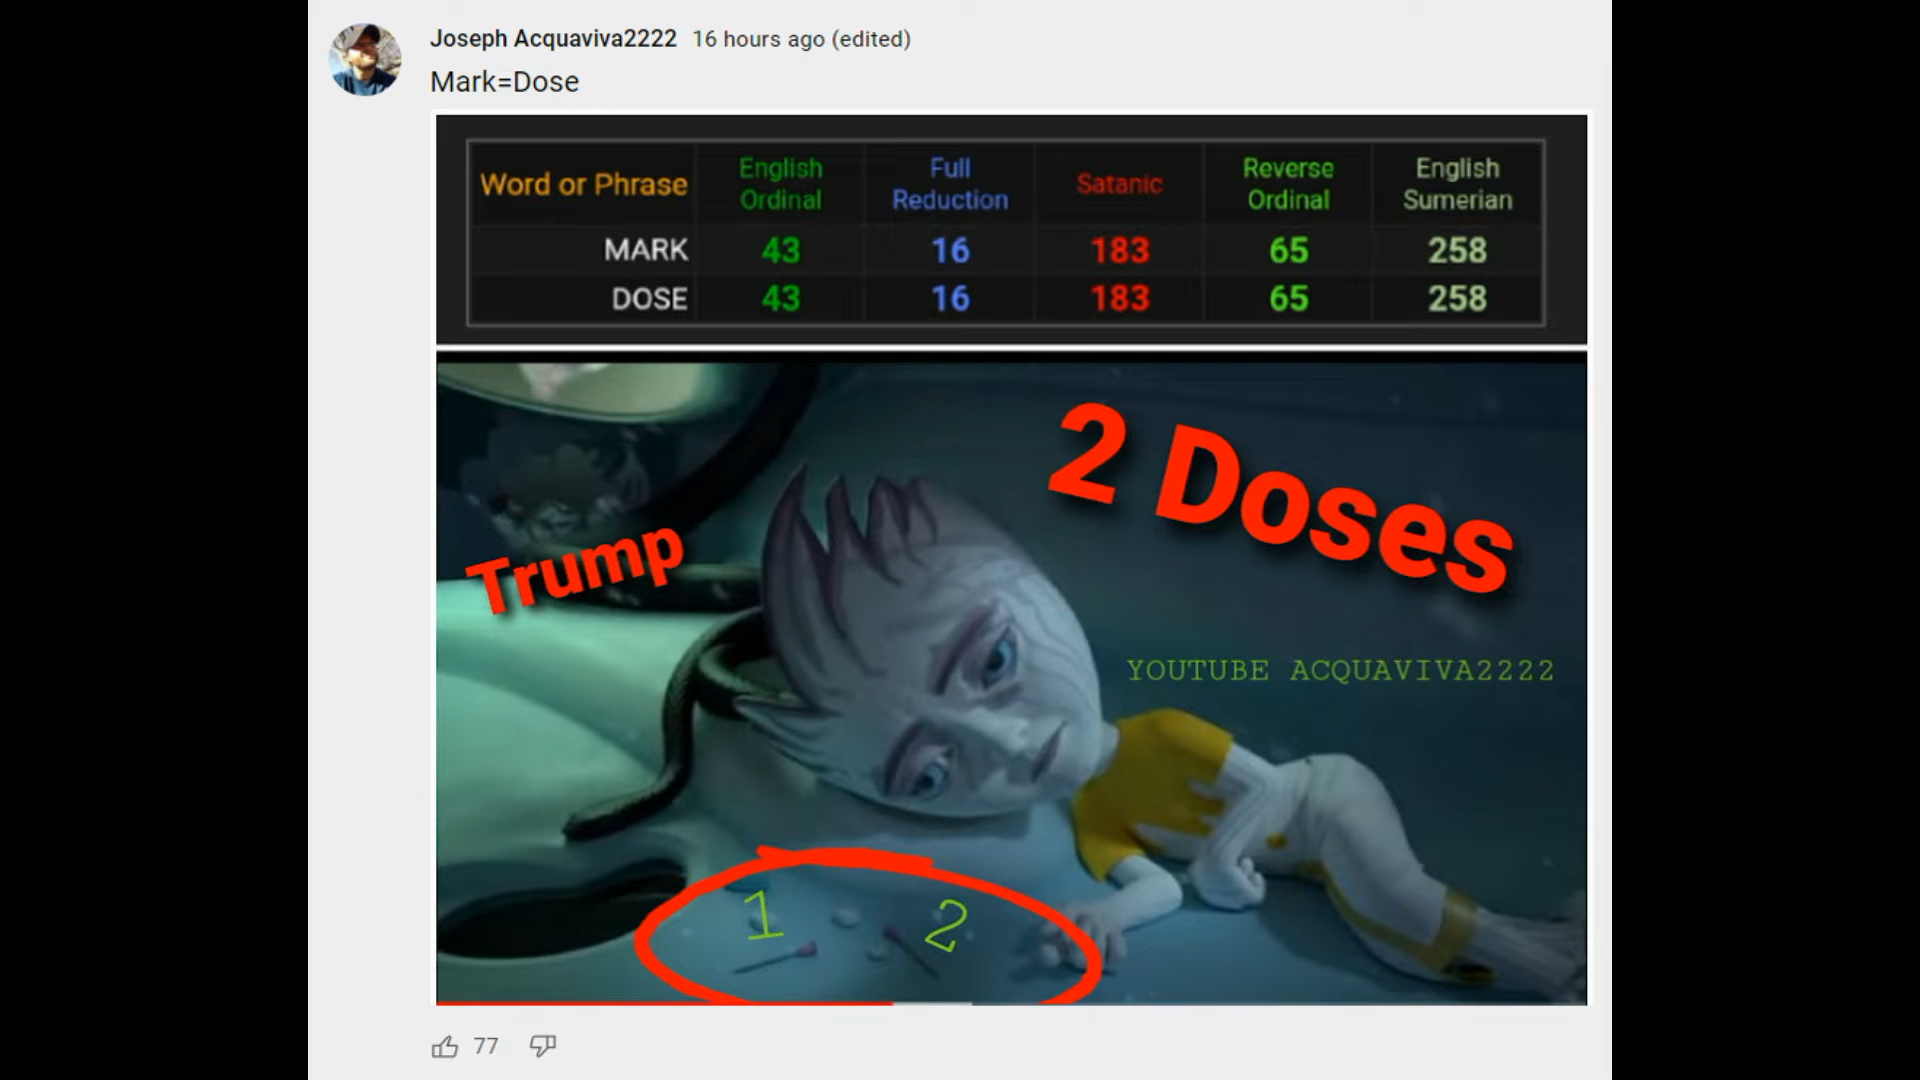 Joseph Acquaviva2222 16 hours ago (edited)
Mark=Dose
Word or Phrase English Ordinal Full Reduction Satanic Reverse Ordinal English Sumerian
MARK 43 16 183 65 258
DOSE 43 16 183 65 258
2 Doses
Trump
YOUTUBE ACQUAVIVA2222
1 2
77